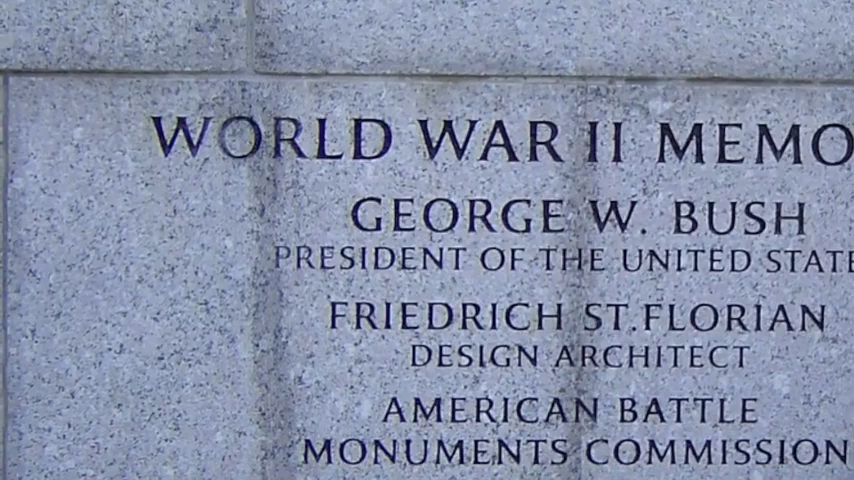 WORLD WAR II MEMO
GEORGE W. BUSH
PRESIDENT OF THE UNITED STATE
FRIEDRICH ST.FLORIAN
DESIGN ARCHITECT
AMERICAN BATTLE
MONUMENTS COMMISSION